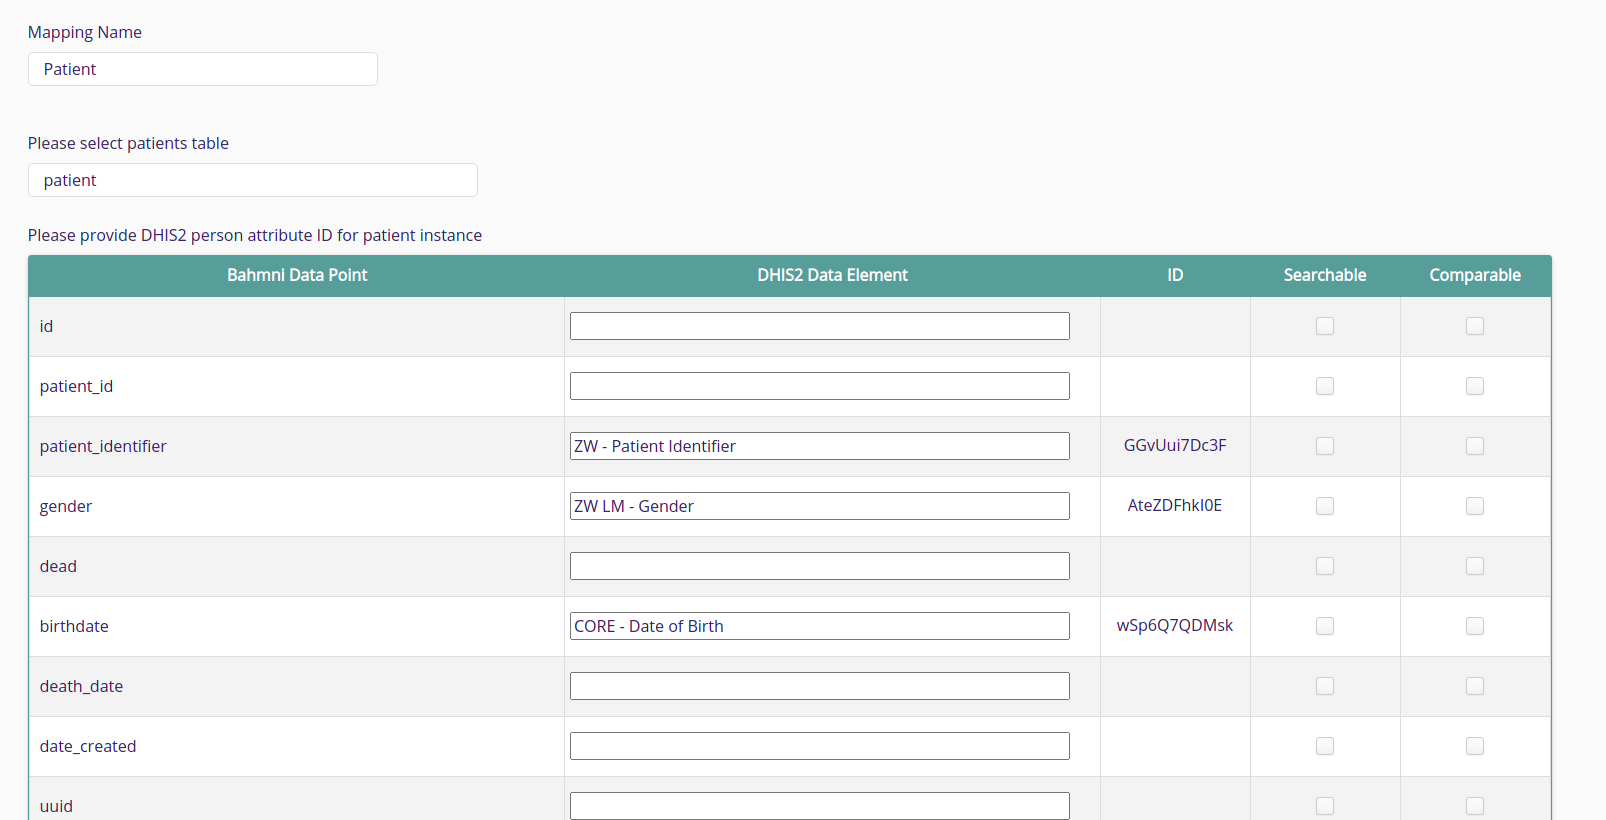 Mapping Name
Patient
Please select patients table
patient
Please provide DHIS2 person attribute ID for patient instance
Bahmni Data Point DHIS2 Data Element ID Searchable Comparable
id
patient_id
patient_identifier ZW - Patient Identifier GGvUui7Dc3F
gender ZW LM - Gender AteZDFhkI0E
dead
birthdate CORE - Date of Birth wSp6Q7QDMsk
death_date
date_created
uuid